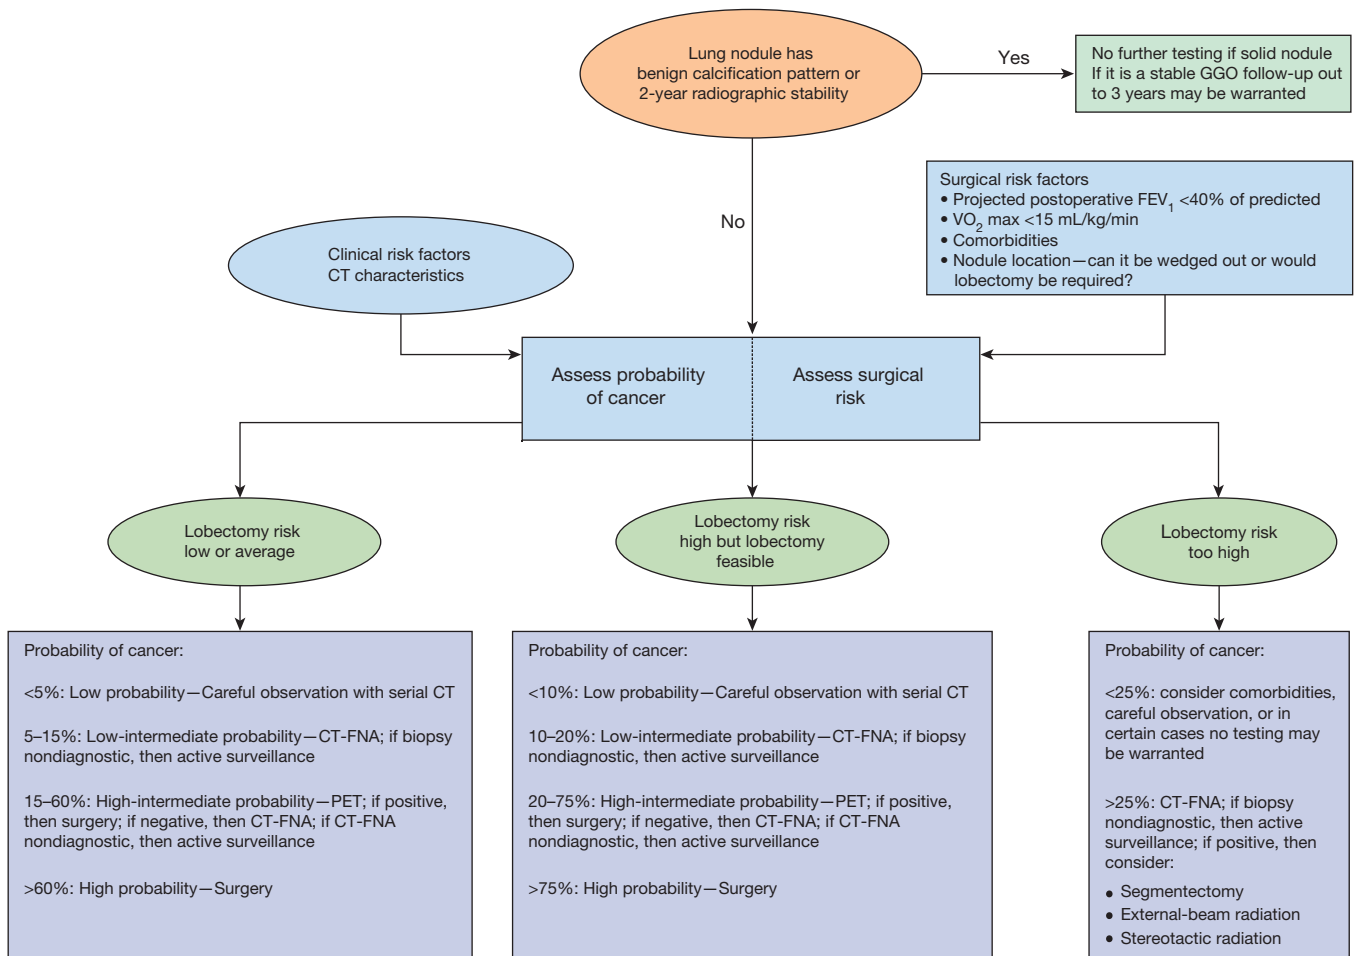 Lung nodule has
benign calcification pattern or
2-year radiographic stability
Yes
No further testing if solid nodule
If it is a stable GGO follow-up out
to 3 years may be warranted
No
Surgical risk factors
• Projected postoperative FEV₁ <40% of predicted
• VO₂ max <15 mL/kg/min
• Comorbidities
• Nodule location—can it be wedged out or would
lobectomy be required?
Clinical risk factors
CT characteristics
Assess probability
of cancer
Assess surgical
risk
Lobectomy risk
low or average
Lobectomy risk
high but lobectomy
feasible
Lobectomy risk
too high
Probability of cancer:
<5%: Low probability—Careful observation with serial CT
5–15%: Low-intermediate probability—CT-FNA; if biopsy
nondiagnostic, then active surveillance
15–60%: High-intermediate probability—PET; if positive,
then surgery; if negative, then CT-FNA; if CT-FNA
nondiagnostic, then active surveillance
>60%: High probability—Surgery
Probability of cancer:
<10%: Low probability—Careful observation with serial CT
10–20%: Low-intermediate probability—CT-FNA; if biopsy
nondiagnostic, then active surveillance
20–75%: High-intermediate probability—PET; if positive,
then surgery; if negative, then CT-FNA; if CT-FNA
nondiagnostic, then active surveillance
>75%: High probability—Surgery
Probability of cancer:
<25%: consider comorbidities,
careful observation, or in
certain cases no testing may
be warranted
>25%: CT-FNA; if biopsy
nondiagnostic, then active
surveillance; if positive, then
consider:
• Segmentectomy
• External-beam radiation
• Stereotactic radiation